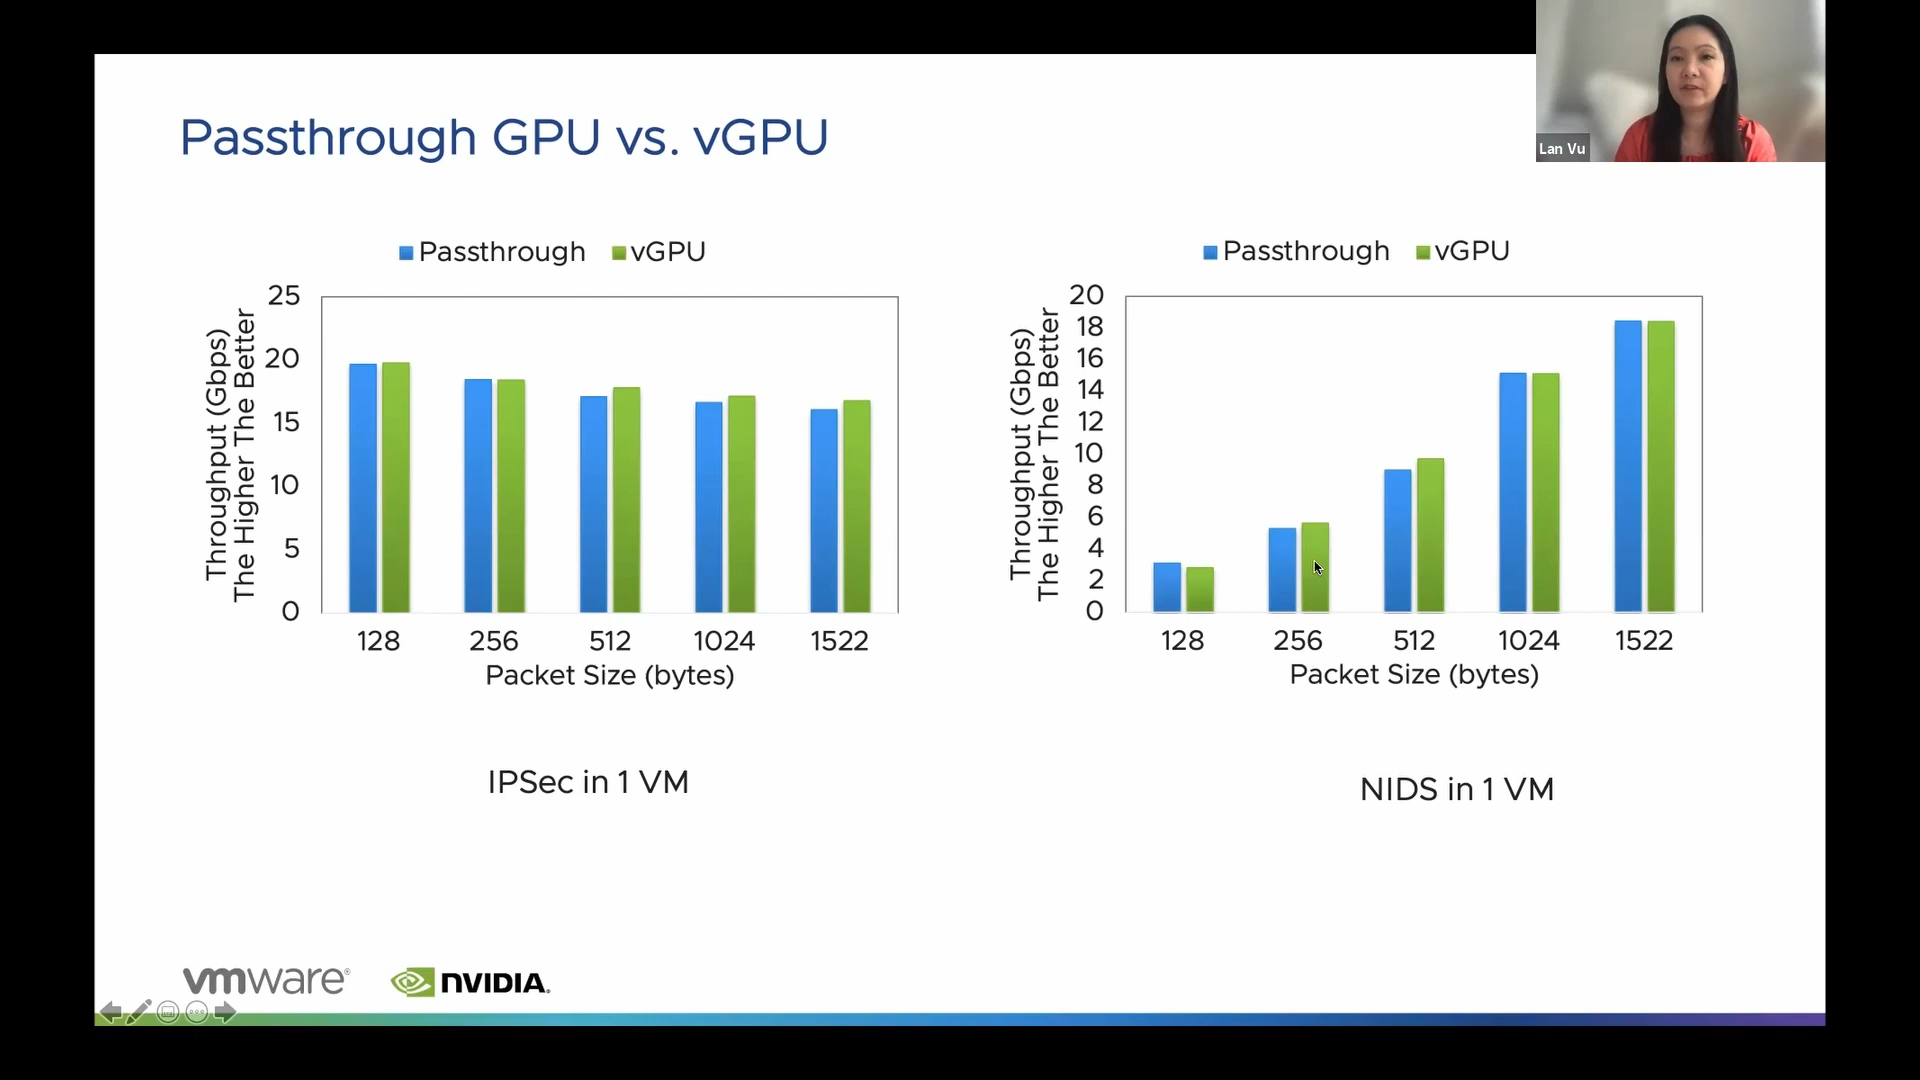 Lan Vu
Passthrough GPU vs. vGPU
Passthrough vGPU
Throughput (Gbps)
The Higher The Better
25
20
15
10
5
0
128 256 512 1024 1522
Packet Size (bytes)
IPSec in 1 VM
Passthrough vGPU
Throughput (Gbps)
The Higher The Better
20
18
16
14
12
10
8
6
4
2
0
128 256 512 1024 1522
Packet Size (bytes)
NIDS in 1 VM
vmware®
NVIDIA.